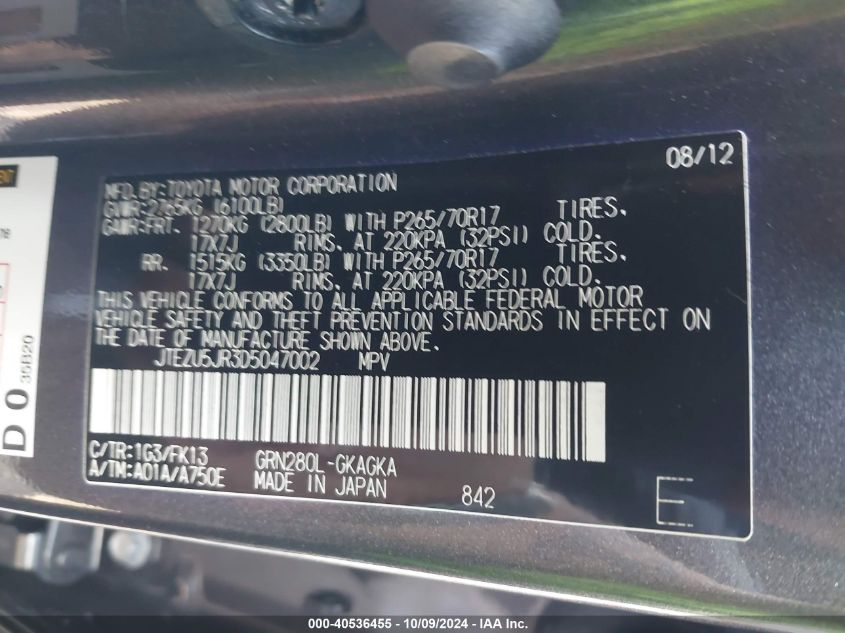 08/12
MFD.BY:TOYOTA MOTOR CORPORATION
GVWR:2765KG (6100LB)
GAWR:FRT. 1270KG (2800LB) WITH P265/70R17 TIRES.
17X7J RIMS. AT 220KPA (32PSI) COLD.
RR. 1515KG (3350LB) WITH P265/70R17 TIRES.
17X7J RIMS. AT 220KPA (32PSI) COLD.
THIS VEHICLE CONFORMS TO ALL APPLICABLE FEDERAL MOTOR
VEHICLE SAFETY AND THEFT PREVENTION STANDARDS IN EFFECT ON
THE DATE OF MANUFACTURE SHOWN ABOVE.
JTEZU5JR3D5047002 MPV
C/TR:1G3/FK13 GRN280L-GKAGKA
A/TM:A01A/A750E MADE IN JAPAN 842 E
D0 35B20
000-40536455 - 10/09/2024 - IAA Inc.